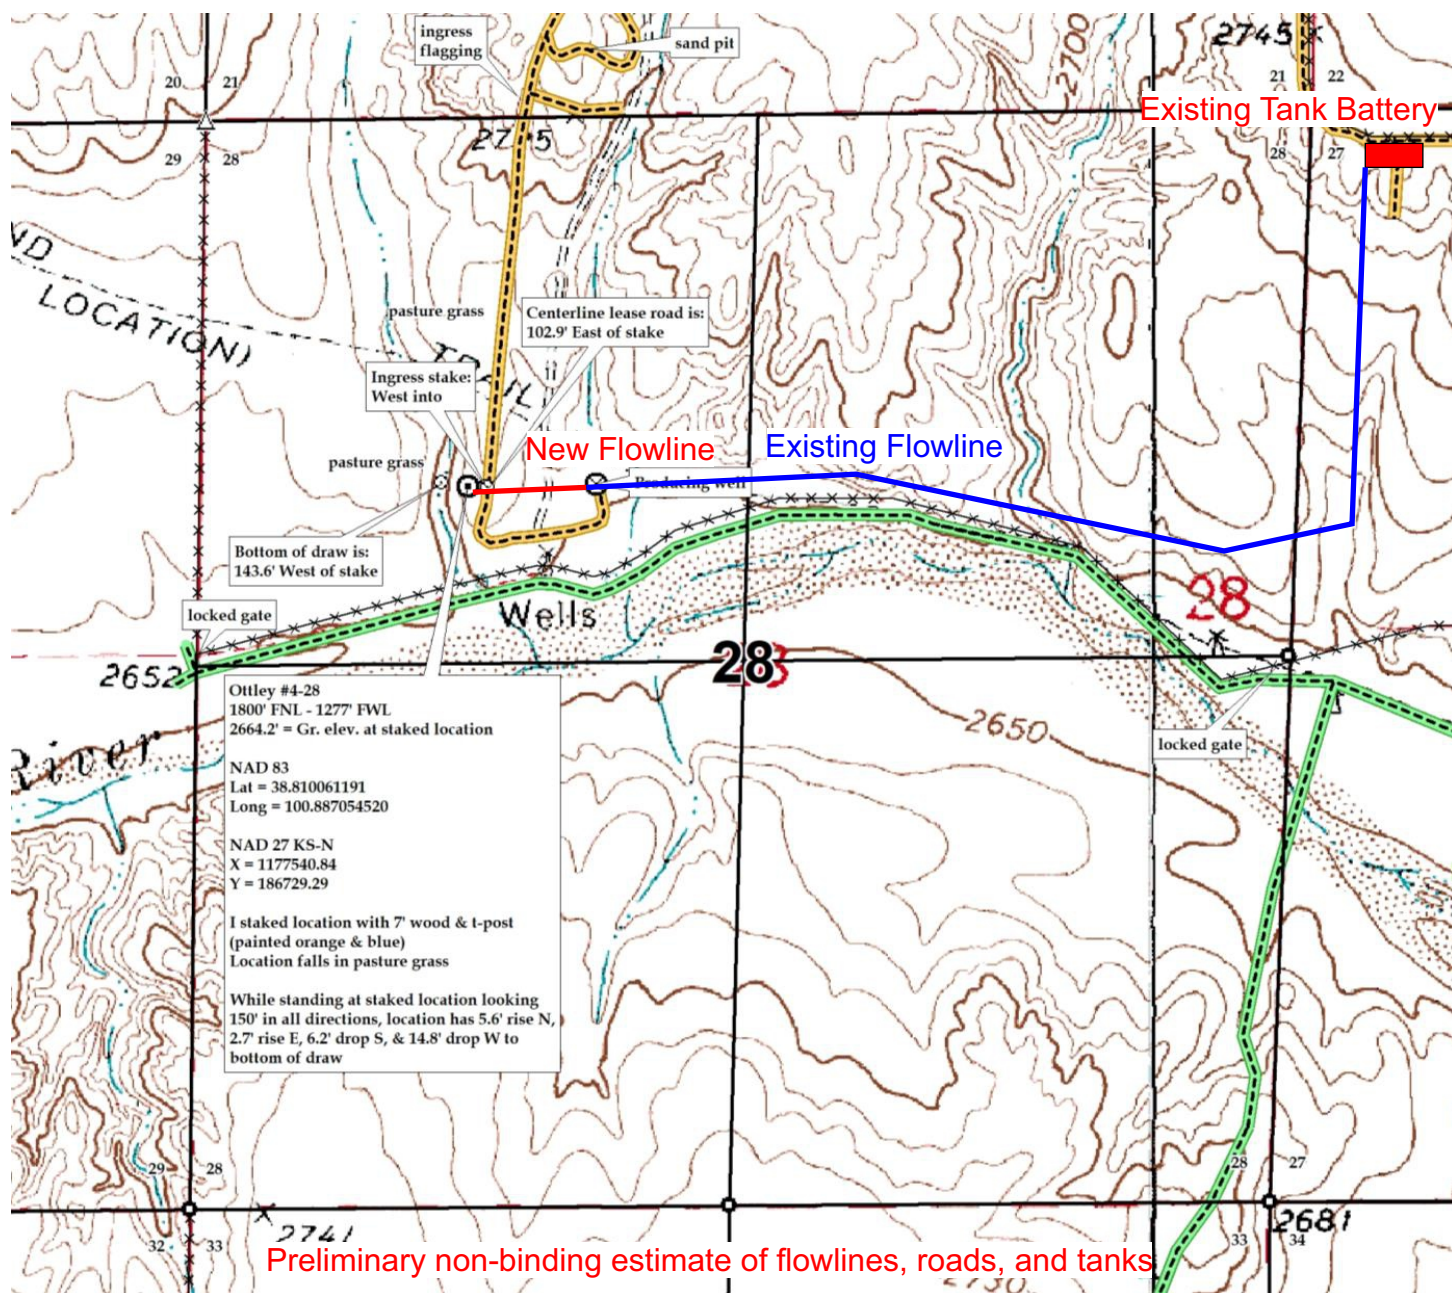 ingress
flagging
sand pit
2700
2745
20
21
21
22
Existing Tank Battery
2745
29
28
28
27
ND
LOCATION)
pasture grass
Centerline lease road is:
102.9' East of stake
TRAIL
Ingress stake:
West into
New Flowline
Existing Flowline
pasture grass
Producing well
Bottom of draw is:
143.6' West of stake
locked gate
Wells
28
2652
28
Ottley #4-28
1800' FNL - 1277' FWL
2664.2' = Gr. elev. at staked location
NAD 83
Lat = 38.810061191
Long = 100.887054520
NAD 27 KS-N
X = 1177540.84
Y = 186729.29
I staked location with 7' wood & t-post
(painted orange & blue)
Location falls in pasture grass
While standing at staked location looking
150' in all directions, location has 5.6' rise N,
2.7' rise E, 6.2' drop S, & 14.8' drop W to
bottom of draw
2650
River
locked gate
29
28
28
27
2741
2681
32
33
33
34
Preliminary non-binding estimate of flowlines, roads, and tanks
2750